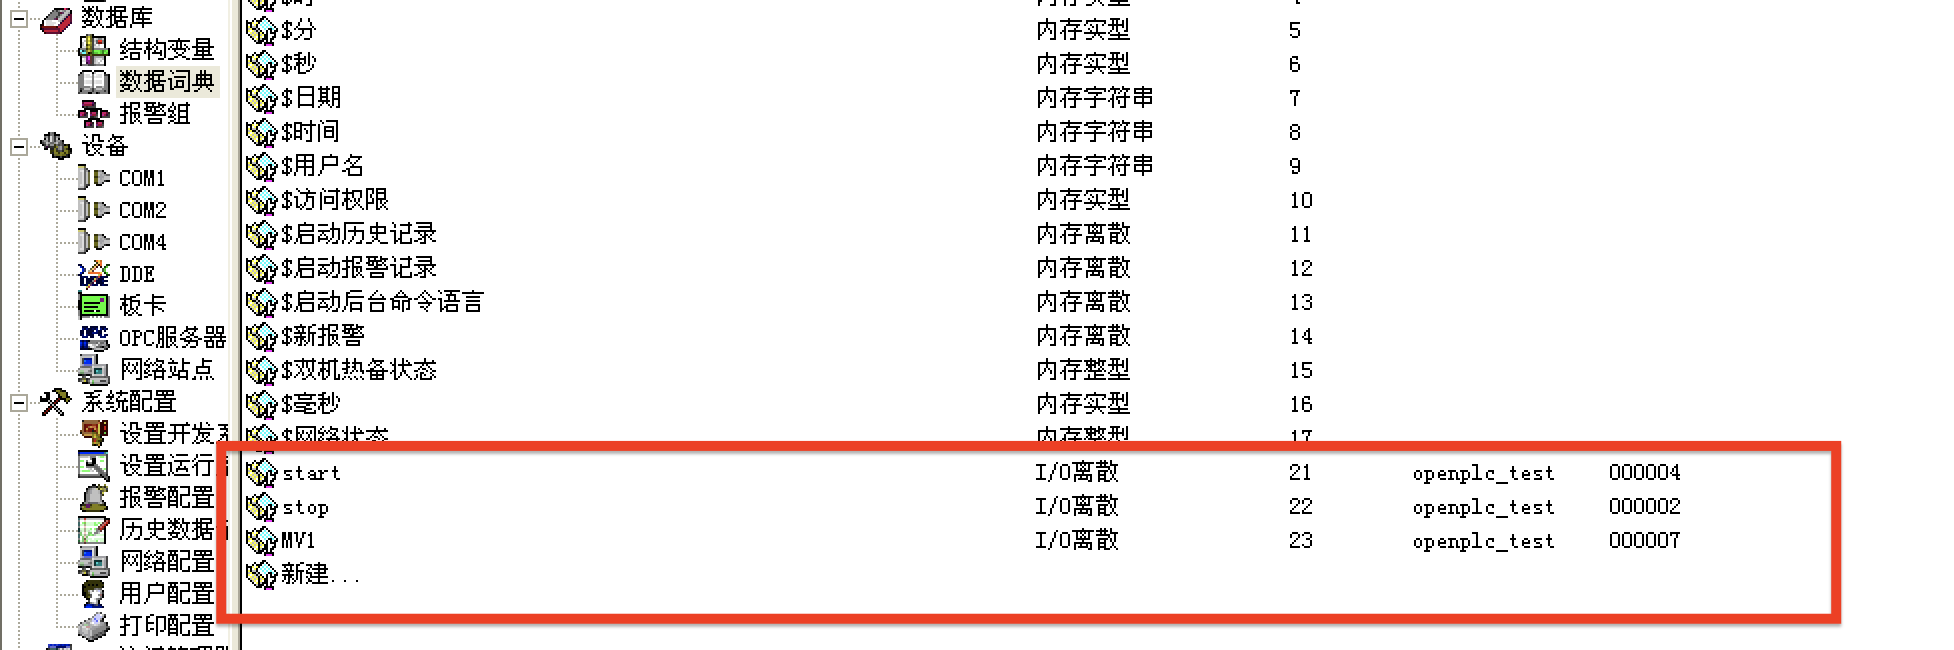 数据库
结构变量
数据词典
报警组
设备
COM1
COM2
COM4
DDE
板卡
OPC服务器
网络站点
系统配置
设置开发
设置运行
报警配置
历史数据
网络配置
用户配置
打印配置
$分 内存实型 5
$秒 内存实型 6
$日期 内存字符串 7
$时间 内存字符串 8
$用户名 内存字符串 9
$访问权限 内存实型 10
$启动历史记录 内存离散 11
$启动报警记录 内存离散 12
$启动后台命令语言 内存离散 13
$新报警 内存离散 14
$双机热备状态 内存整型 15
$毫秒 内存实型 16
$网络状态 内存整型 17
start I/O离散 21 openplc_test 000004
stop I/O离散 22 openplc_test 000002
MV1 I/O离散 23 openplc_test 000007
新建...